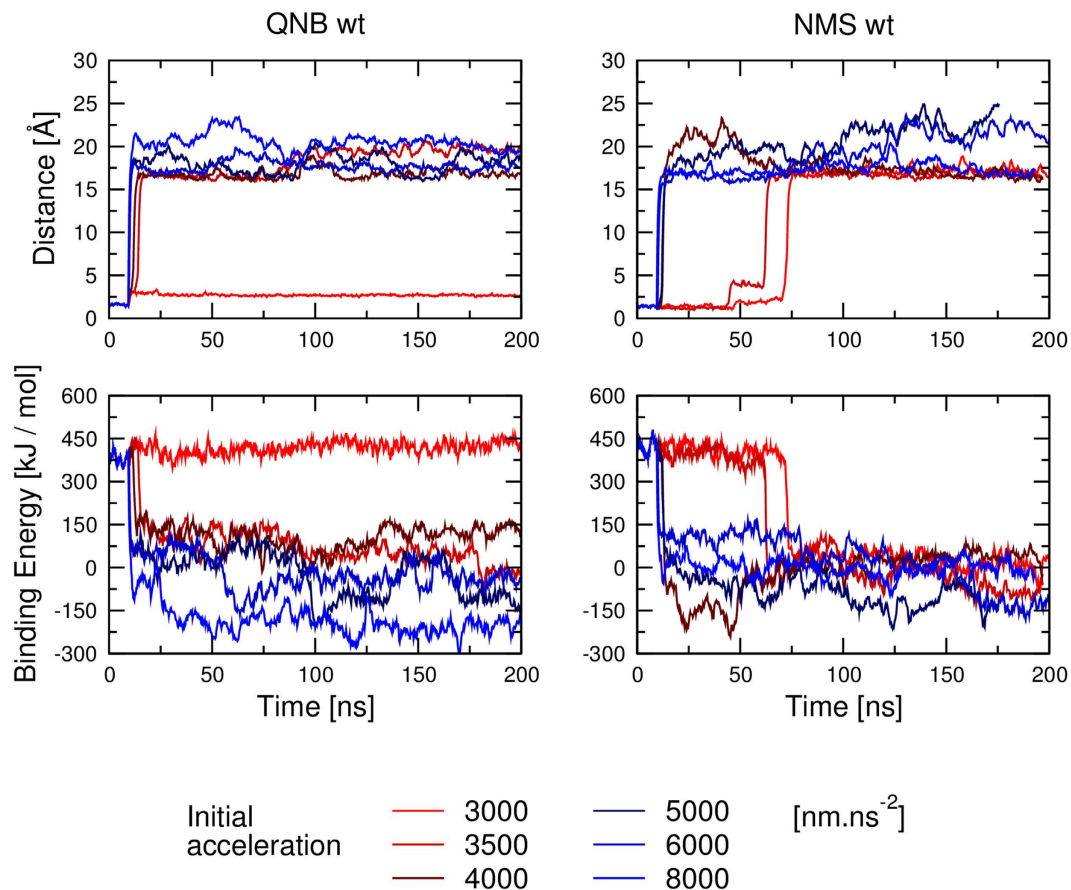 QNB wt NMS wt
30 30
25 25
20 20
15 15
10 10
5 5
0 0
Distance [Å]
0 50 100 150 200 0 50 100 150 200
600 600
450 450
300 300
150 150
0 0
-150 -150
-300 -300
Binding Energy [kJ / mol]
0 50 100 150 200 0 50 100 150 200
Time [ns] Time [ns]
Initial
acceleration
3000 5000 [nm.ns⁻²]
3500 6000
4000 8000